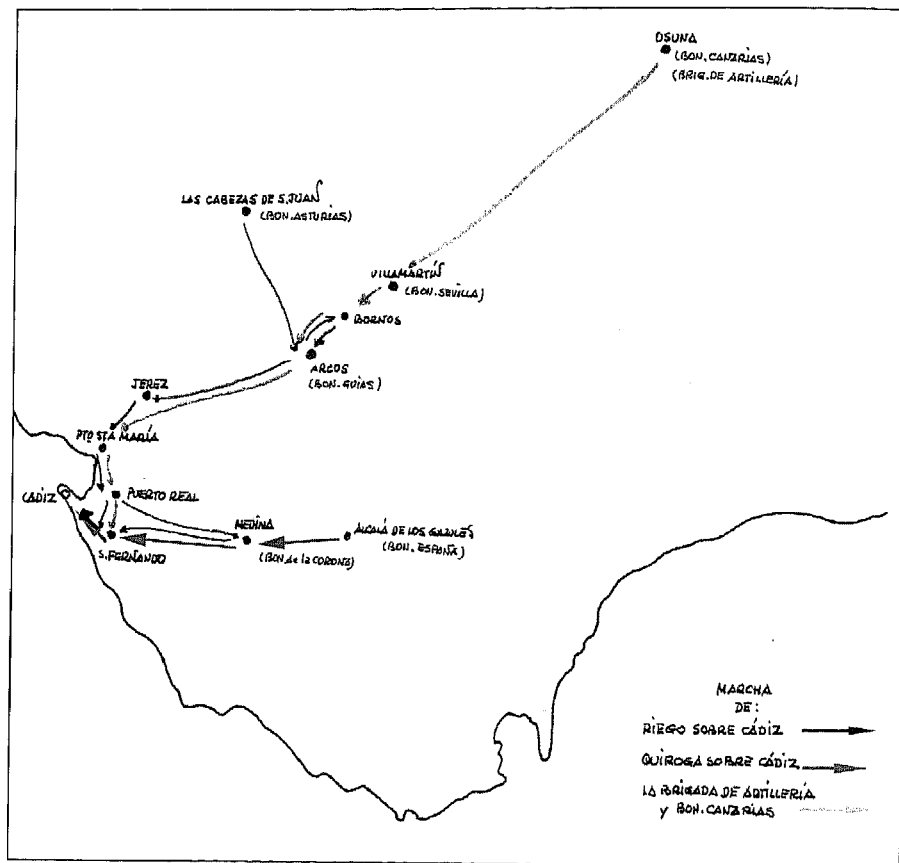 OSUNA
(BON. CANARIAS)
(BRIG. DE ARTILLERÍA)
LAS CABEZAS DE S. JUAN
(BON. ASTURIAS)
VILLAMARTÍN
(BON. SEVILLA)
BORNOS
ARCOS
(BON. GUÍAS)
JEREZ
PTO STA MARÍA
CÁDIZ
PUERTO REAL
S. FERNANDO
MEDINA
(BON. de la CORONA)
ALCALÁ DE LOS GAZULES
(BON. ESPAÑA)
MARCHA
DE:
RIEGO SOBRE CÁDIZ
QUIROGA SOBRE CÁDIZ
LA BRIGADA DE ARTILLERÍA
y BON. CANARIAS